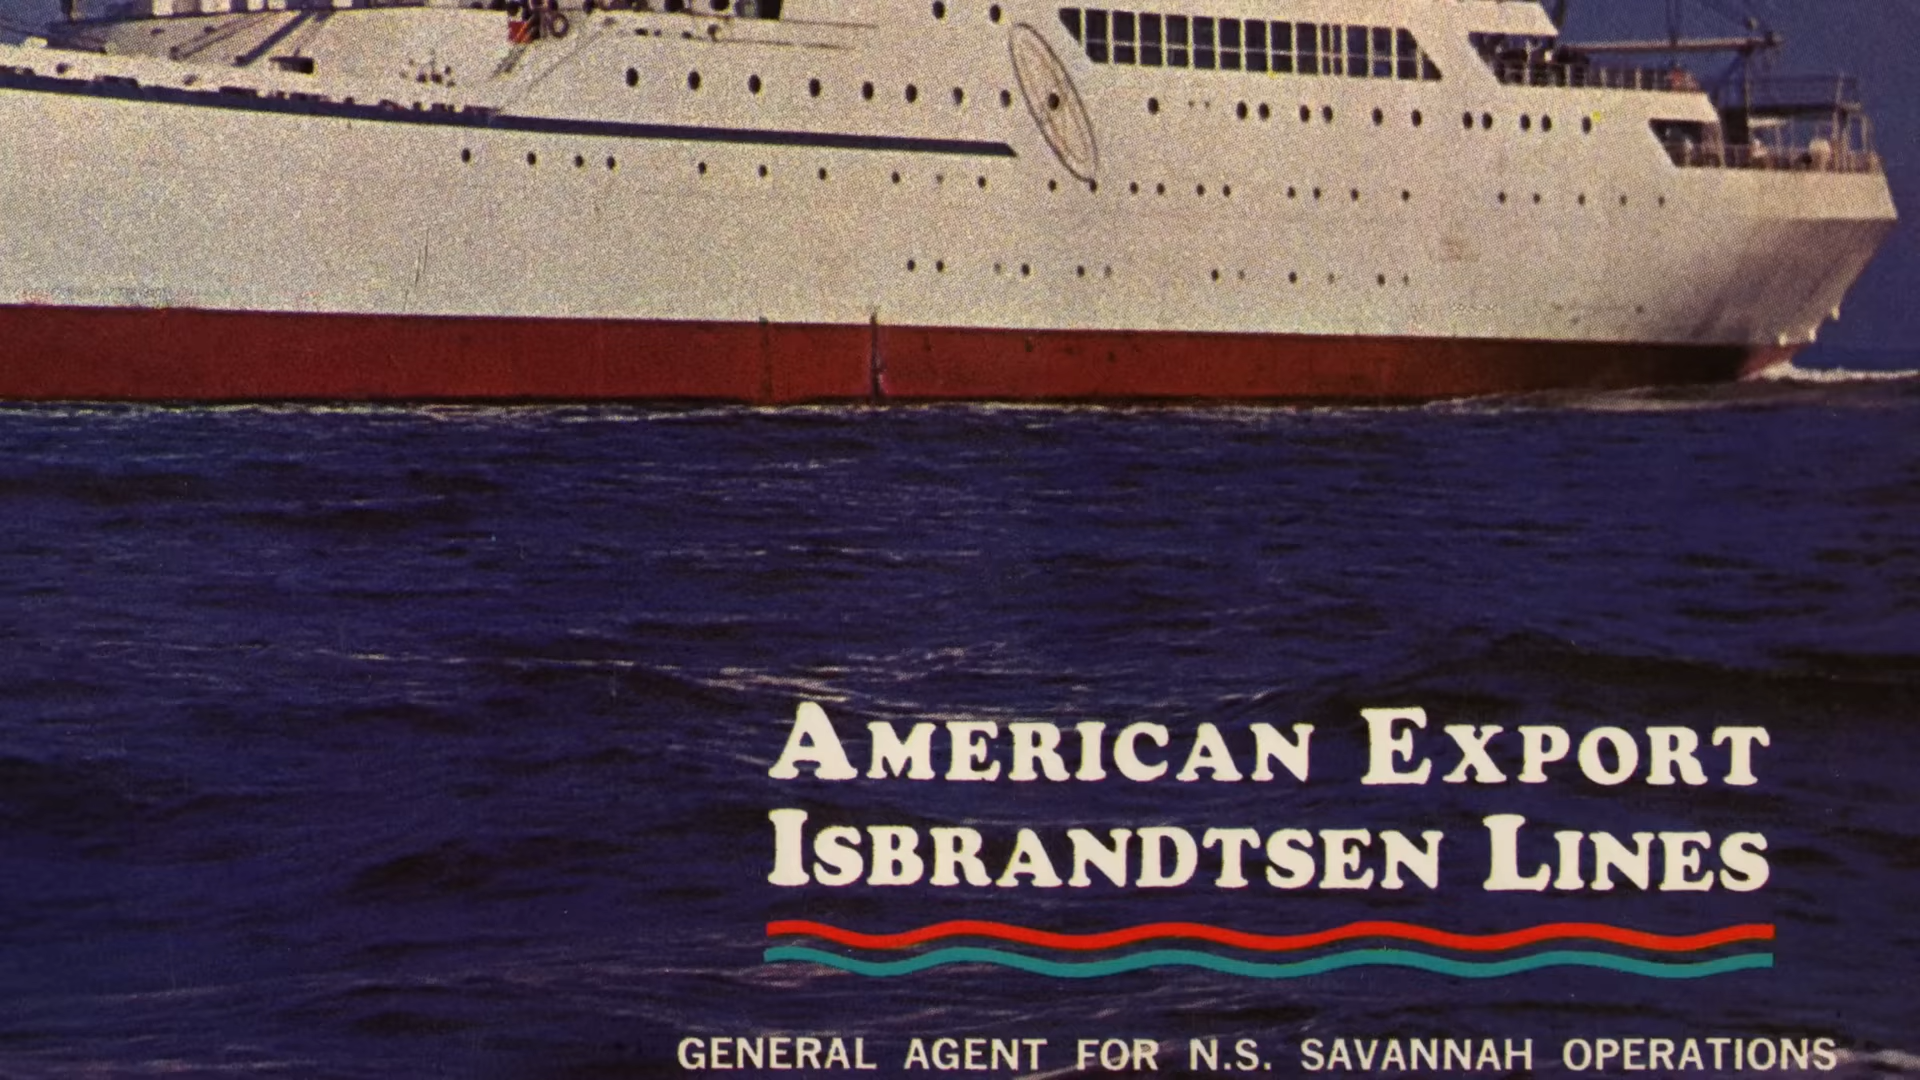 American Export
Isbrandtsen Lines
GENERAL AGENT FOR N.S. SAVANNAH OPERATIONS